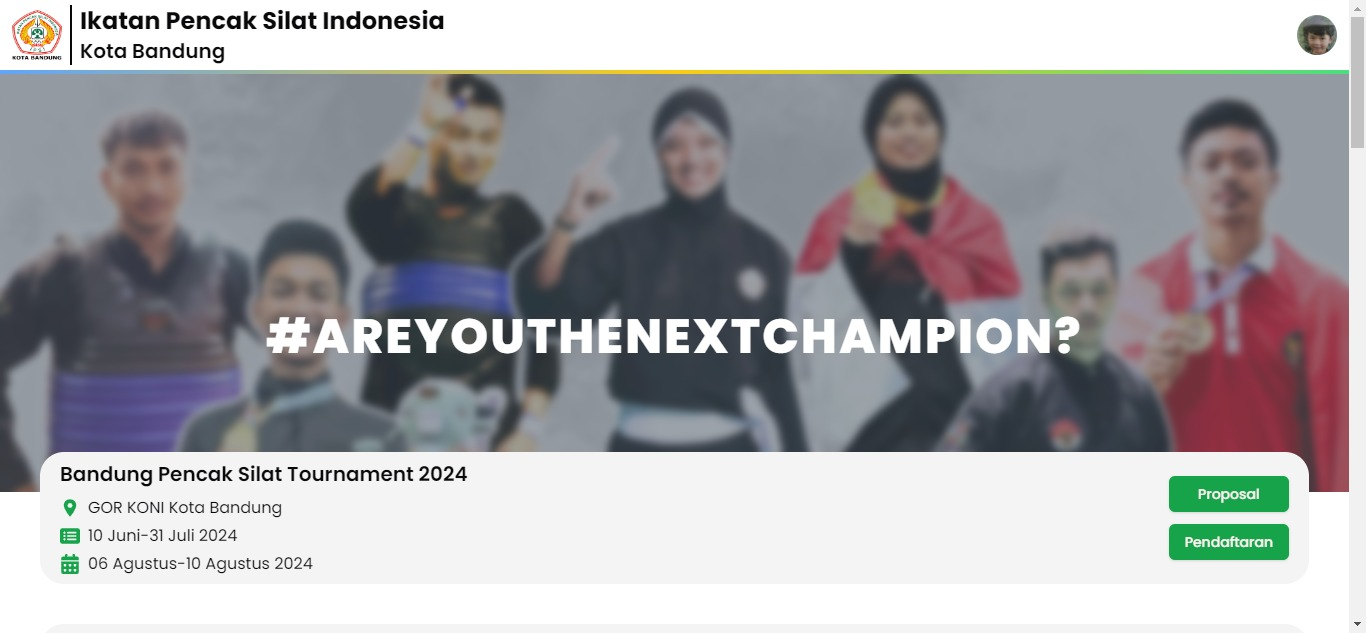 Ikatan Pencak Silat Indonesia
Kota Bandung
KOTA BANDUNG
#AREYOUTHENEXTCHAMPION?
Bandung Pencak Silat Tournament 2024
GOR KONI Kota Bandung
10 Juni-31 Juli 2024
06 Agustus-10 Agustus 2024
Proposal
Pendaftaran